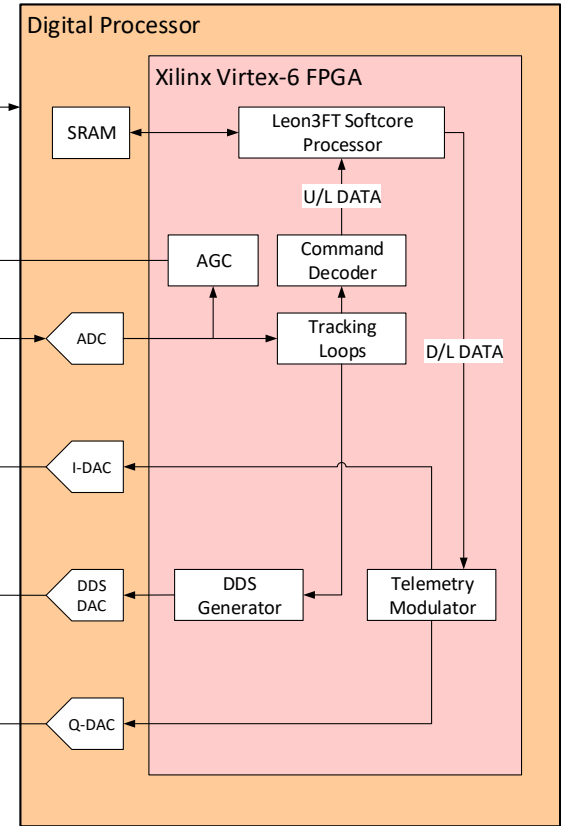 Digital Processor
Xilinx Virtex-6 FPGA
SRAM
Leon3FT Softcore
Processor
U/L DATA
AGC
Command
Decoder
ADC
Tracking
Loops
D/L DATA
I-DAC
DDS
DAC
DDS
Generator
Telemetry
Modulator
Q-DAC